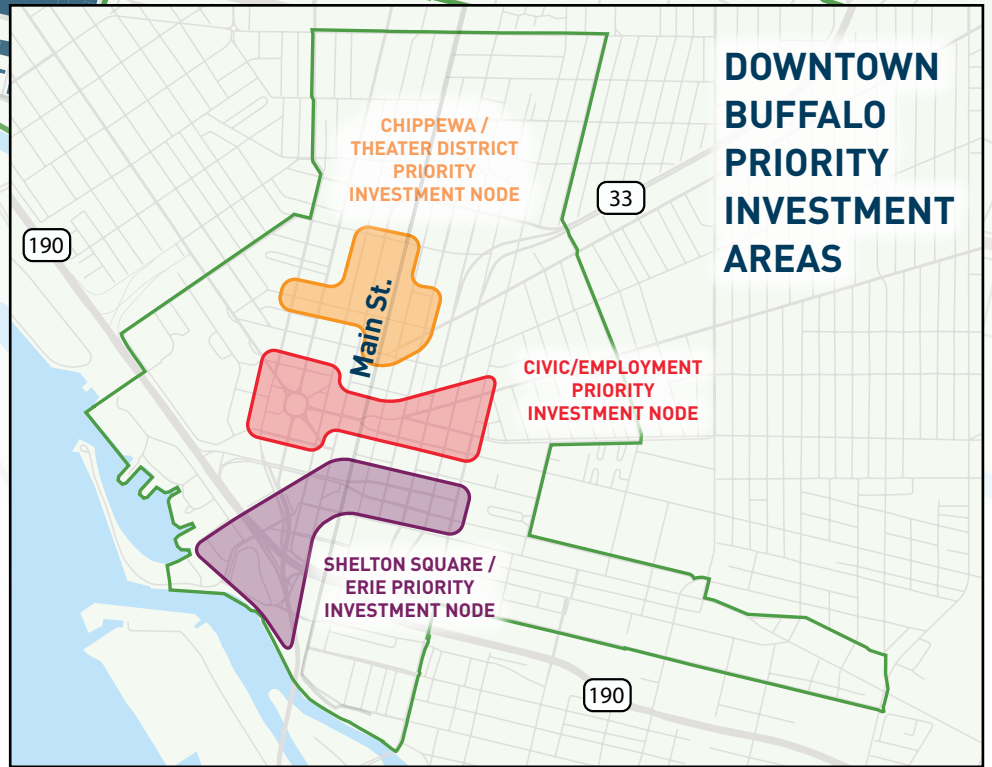 DOWNTOWN
BUFFALO
PRIORITY
INVESTMENT
AREAS
CHIPPEWA /
THEATER DISTRICT
PRIORITY
INVESTMENT NODE
33
190
Main St.
CIVIC/EMPLOYMENT
PRIORITY
INVESTMENT NODE
SHELTON SQUARE /
ERIE PRIORITY
INVESTMENT NODE
190